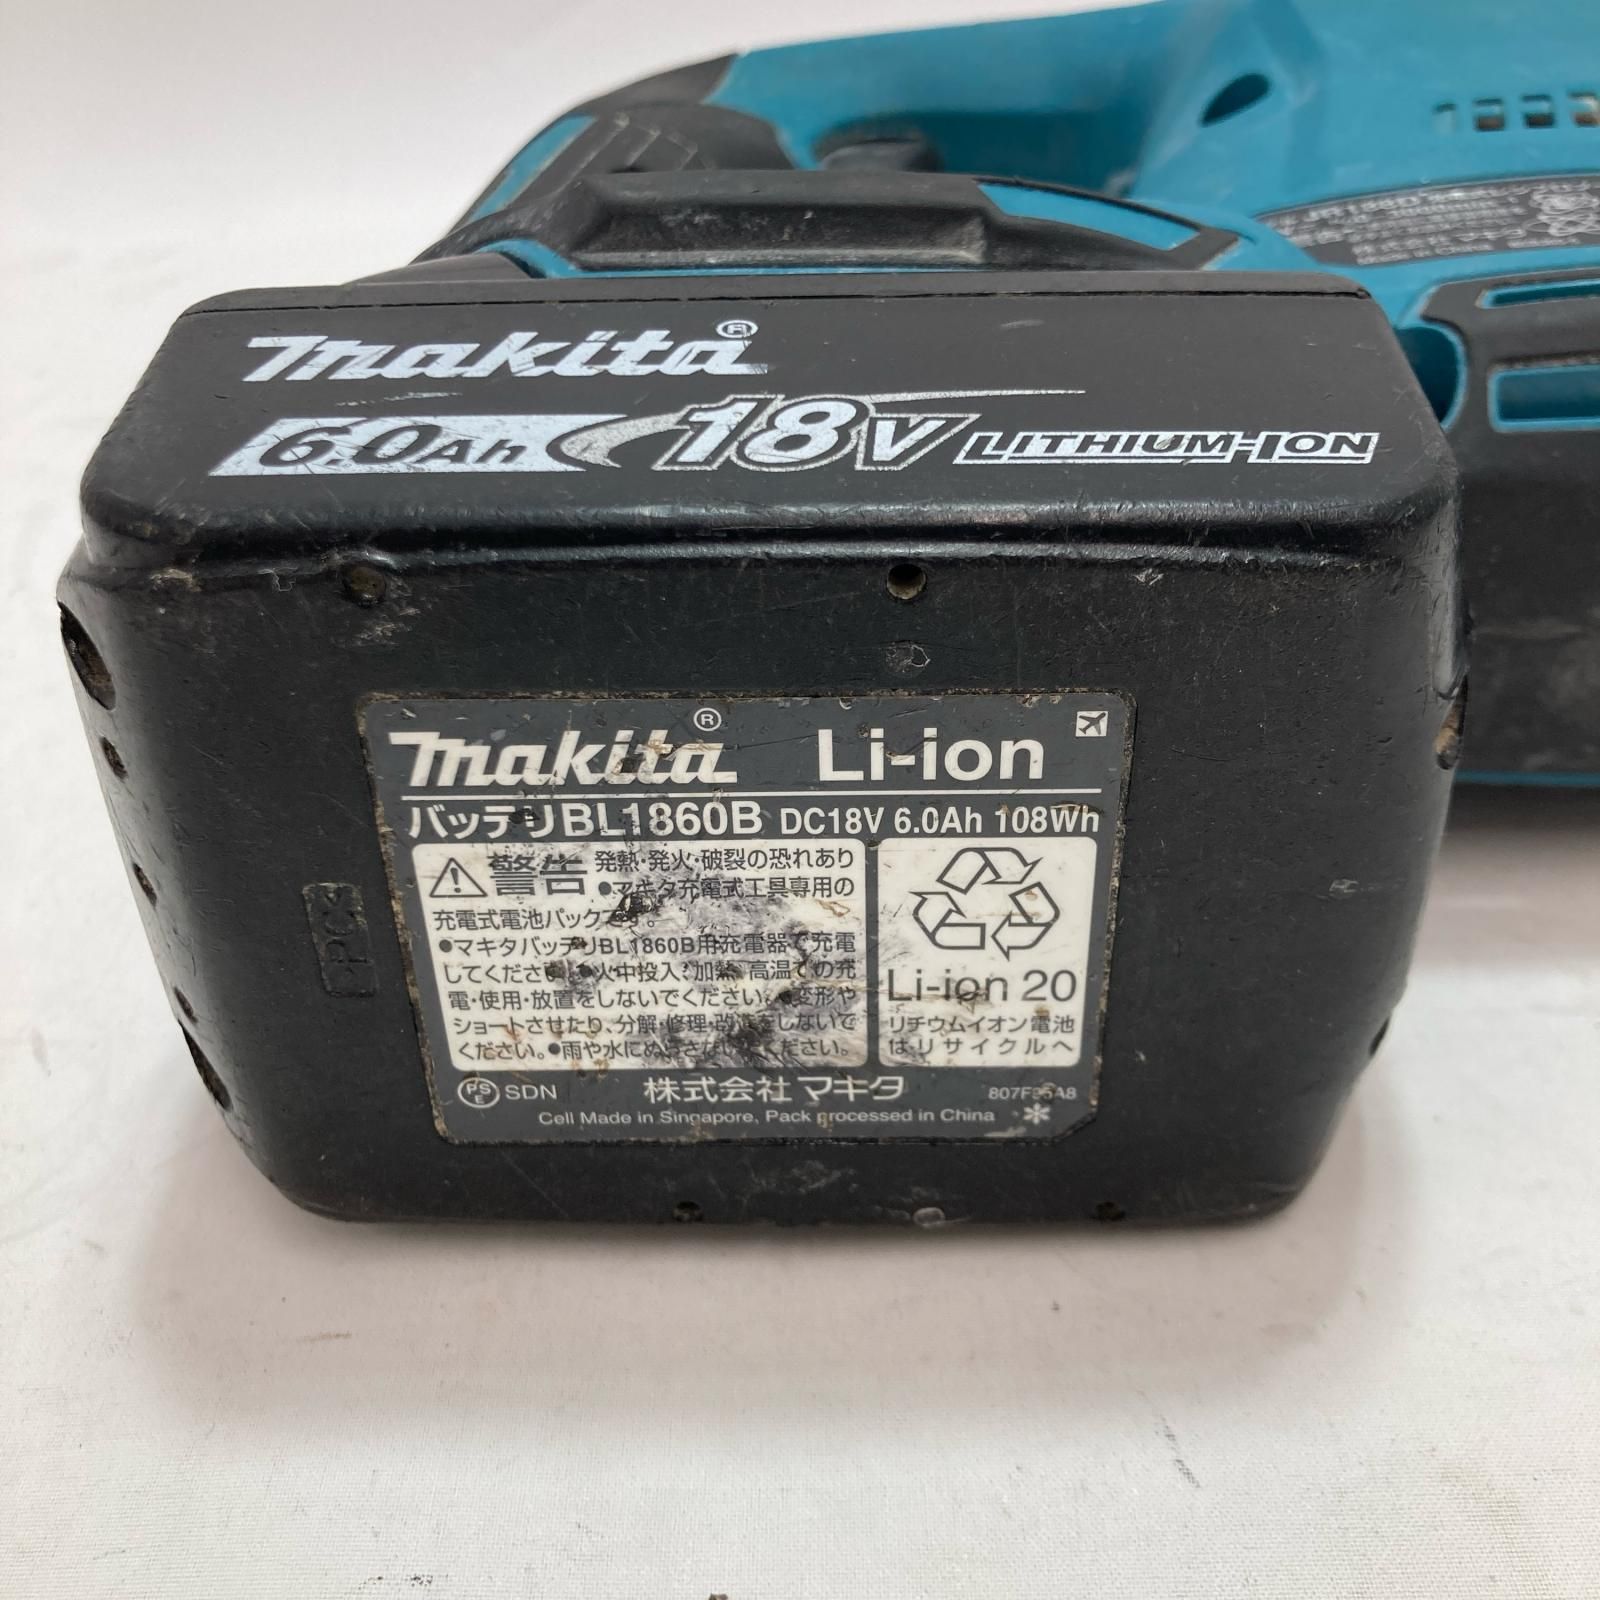 makita®
6.0Ah 18V LITHIUM-ION
makita® Li-ion
バッテリBL1860B DC18V 6.0Ah 108Wh
警告 発熱・発火・破裂の恐れあり
●マキタ充電式工具専用の
充電式電池パックです。
●マキタバッテリBL1860B用充電器で充電
してください。●火中投入、加熱、高温での充
電・使用・放置をしないでください。●変形や
ショートさせたり、分解・修理・改造をしないで
ください。●雨や水にぬらさないでください。
Li-ion 20
リチウムイオン電池
はリサイクルへ
PSE SDN 株式会社マキタ
Cell Made in Singapore, Pack processed in China
PC